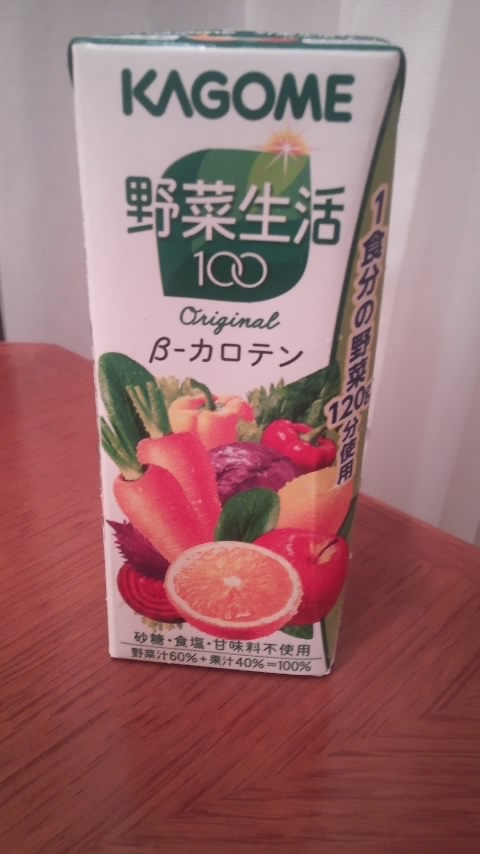 KAGOME
野菜生活
100
Original
β-カロテン
1食分の野菜120g分使用
砂糖・食塩・甘味料不使用
野菜汁60%+果汁40%=100%